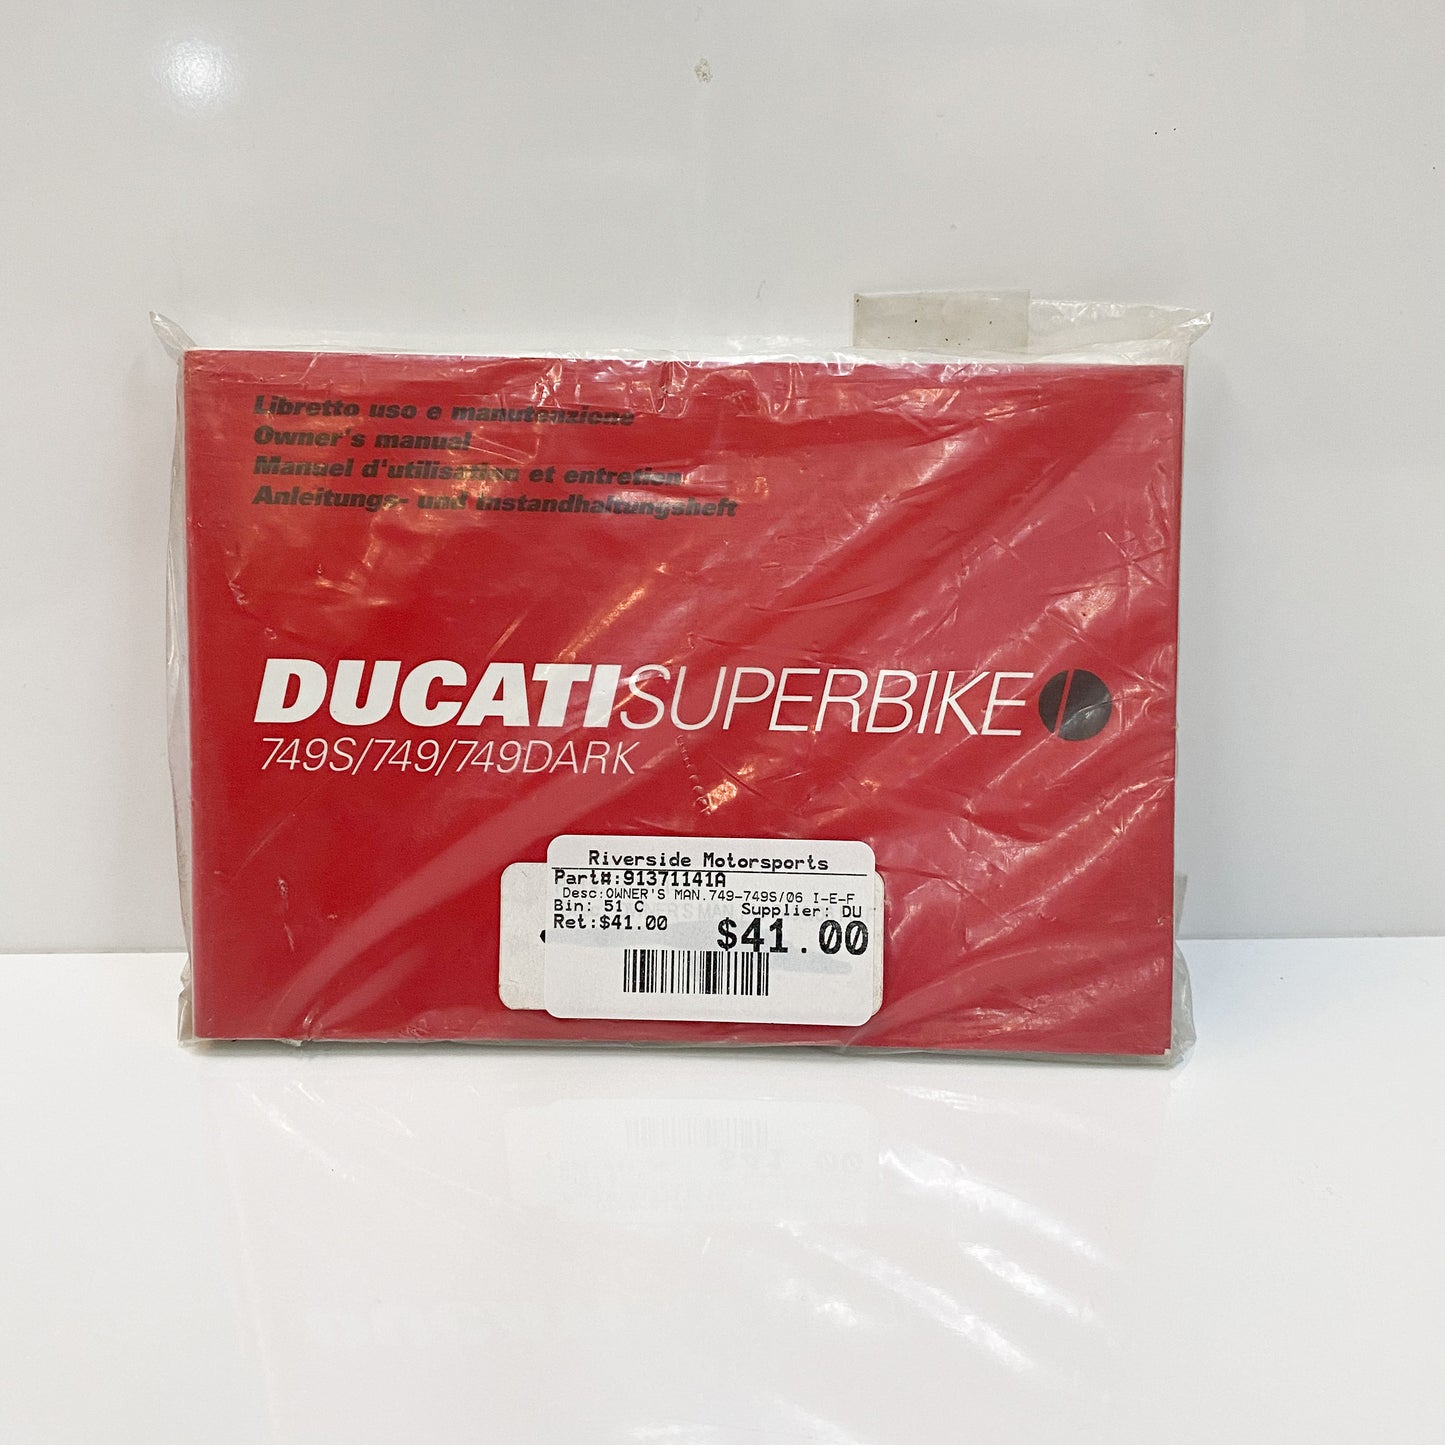 Libretto uso e manutenzione
Owner's manual
Manuel d'utilisation et entretien
Anleitungs- und Instandhaltungsheft
DUCATISUPERBIKE
749S/749/749DARK
Riverside Motorsports
Part#:91371141A
Desc:OWNER'S MAN.749-749S/06 I-E-F
Bin: 51 C Supplier: DU
Ret:$41.00 $41.00